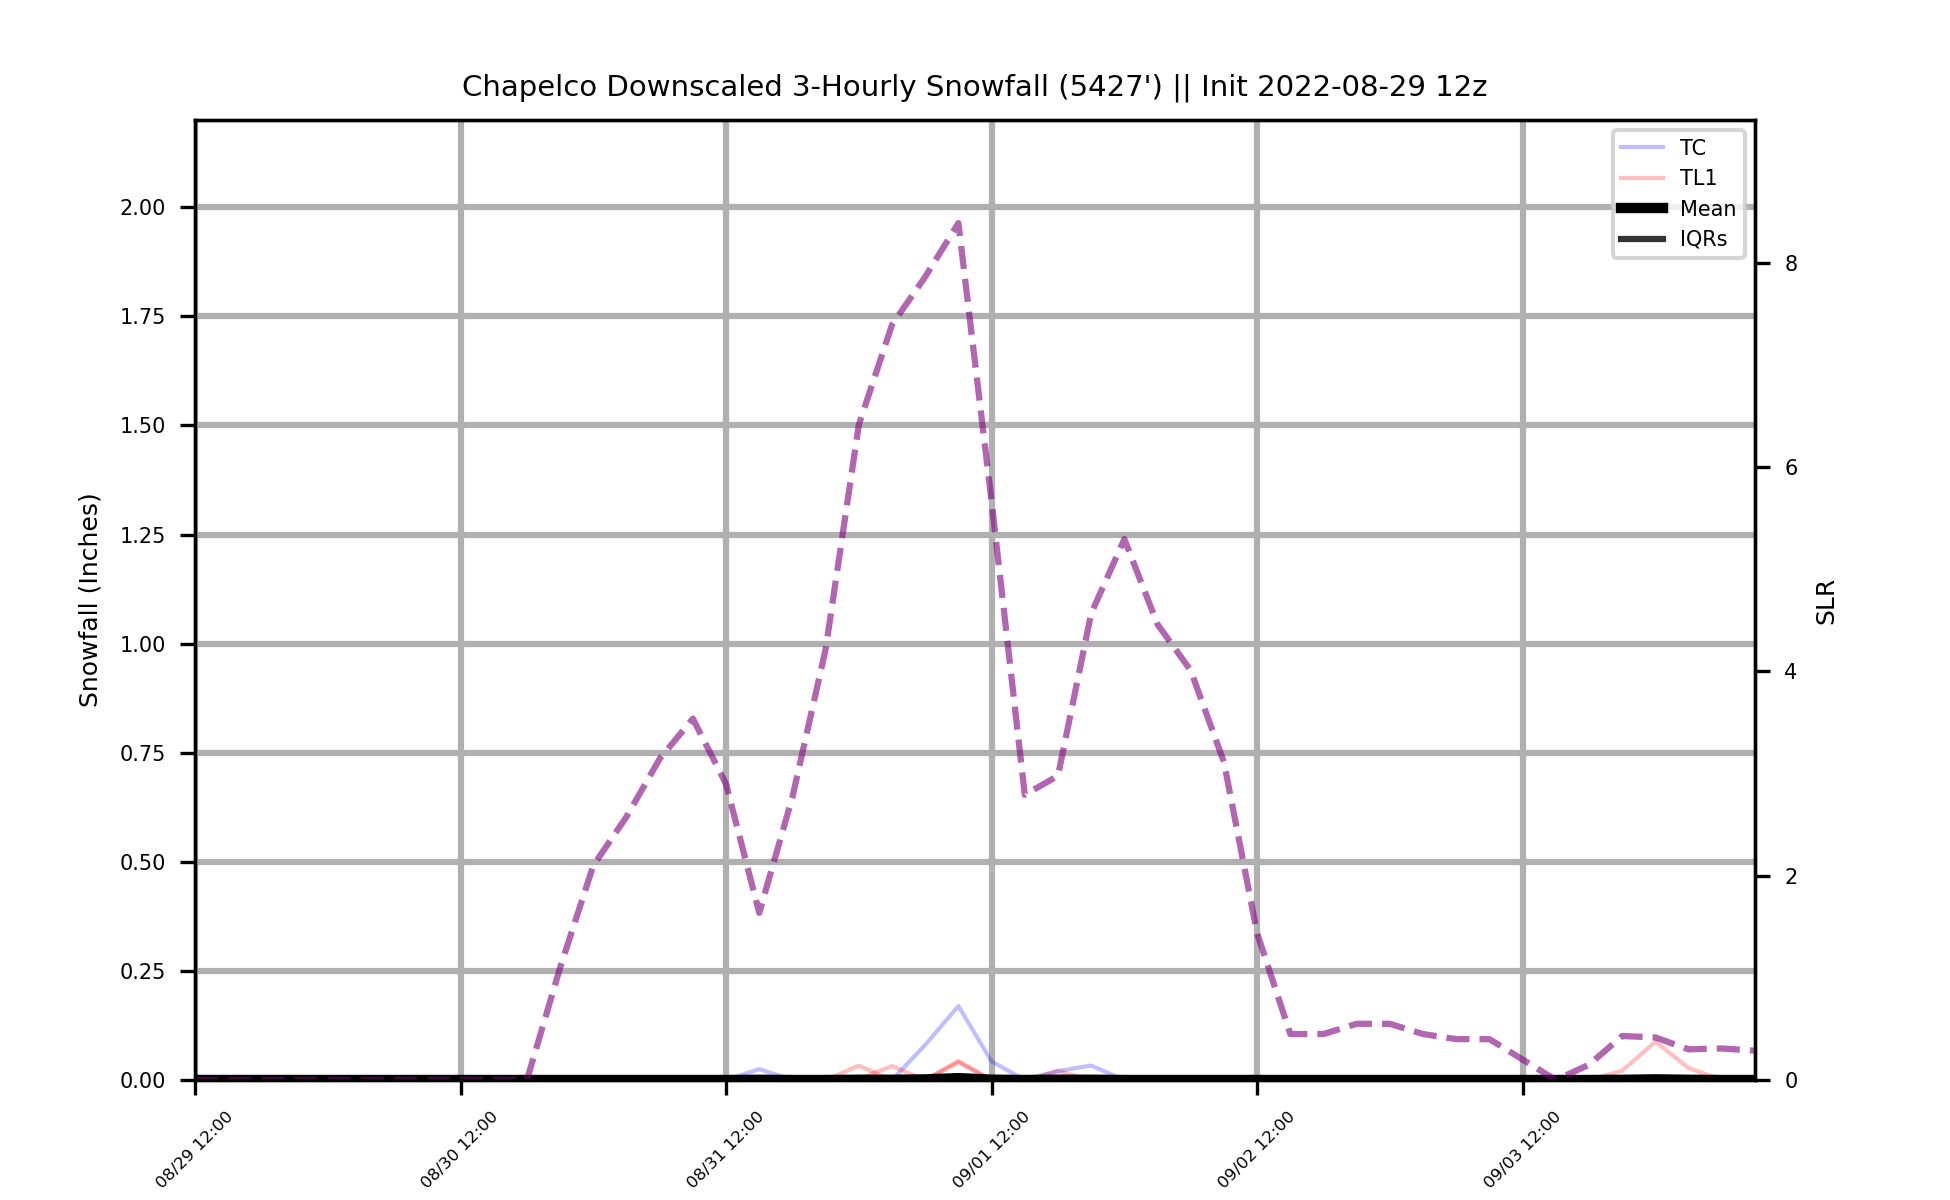 Chapelco Downscaled 3-Hourly Snowfall (5427') || Init 2022-08-29 12z
TC
TL1
Mean
IQRs
Snowfall (Inches)
2.00
1.75
1.50
1.25
1.00
0.75
0.50
0.25
0.00
8
6
4
2
0
SLR
08/29 12:00
08/30 12:00
08/31 12:00
09/01 12:00
09/02 12:00
09/03 12:00